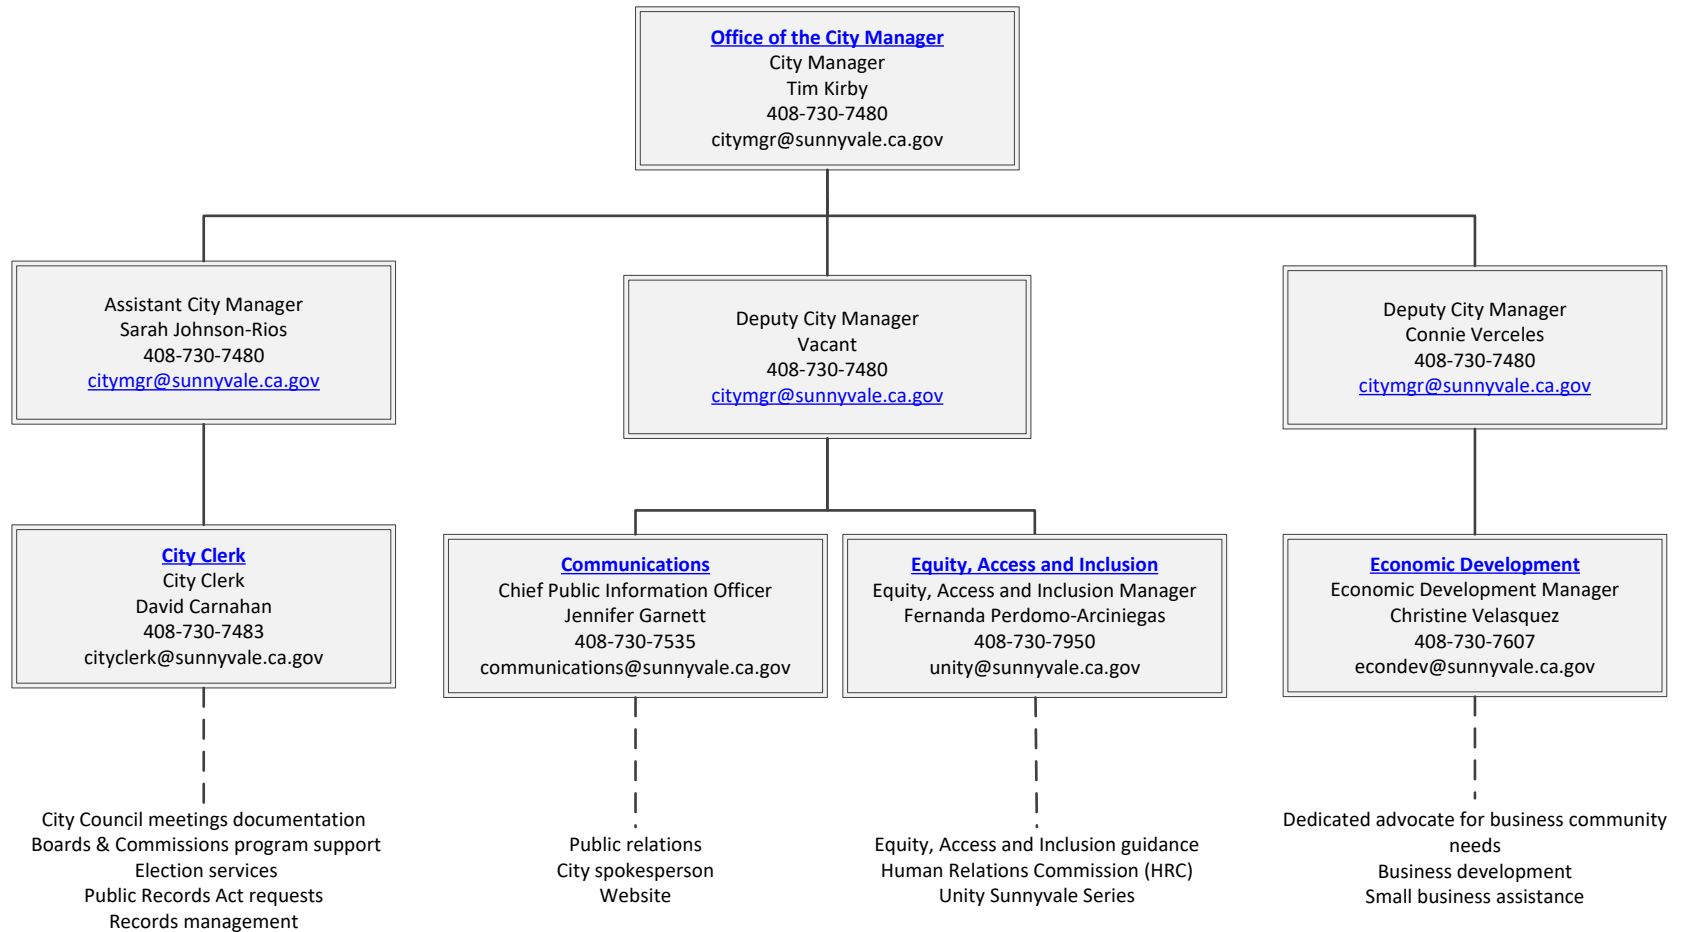 Office of the City Manager
City Manager
Tim Kirby
408-730-7480
citymgr@sunnyvale.ca.gov
Assistant City Manager
Sarah Johnson-Rios
408-730-7480
citymgr@sunnyvale.ca.gov
Deputy City Manager
Vacant
408-730-7480
citymgr@sunnyvale.ca.gov
Deputy City Manager
Connie Verceles
408-730-7480
citymgr@sunnyvale.ca.gov
City Clerk
City Clerk
David Carnahan
408-730-7483
cityclerk@sunnyvale.ca.gov
Communications
Chief Public Information Officer
Jennifer Garnett
408-730-7535
communications@sunnyvale.ca.gov
Equity, Access and Inclusion
Equity, Access and Inclusion Manager
Fernanda Perdomo-Arciniegas
408-730-7950
unity@sunnyvale.ca.gov
Economic Development
Economic Development Manager
Christine Velasquez
408-730-7607
econdev@sunnyvale.ca.gov
City Council meetings documentation
Boards & Commissions program support
Election services
Public Records Act requests
Records management
Public relations
City spokesperson
Website
Equity, Access and Inclusion guidance
Human Relations Commission (HRC)
Unity Sunnyvale Series
Dedicated advocate for business community
needs
Business development
Small business assistance